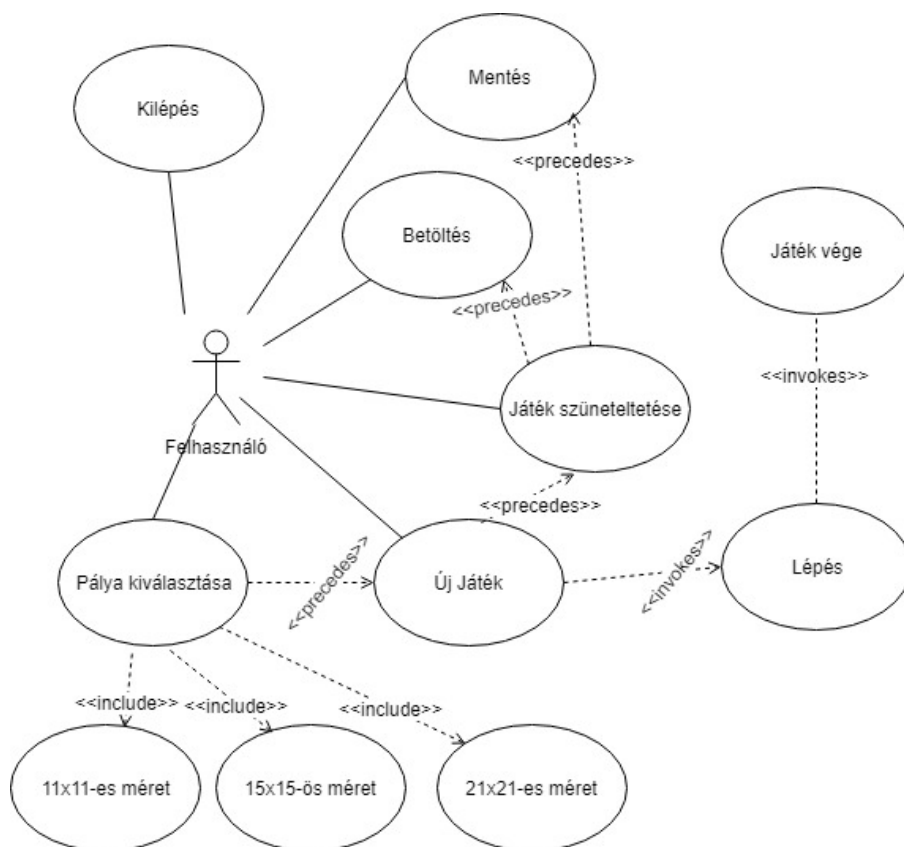 Mentés
Kilépés
<<precedes>>
Betöltés
Játék vége
<<precedes>>
<<invokes>>
Játék szüneteltetése
Felhasználó
<<precedes>>
Pálya kiválasztása
<<precedes>>
Új Játék
<<invokes>>
Lépés
<<include>>
<<include>>
<<include>>
11x11-es méret
15x15-ös méret
21x21-es méret